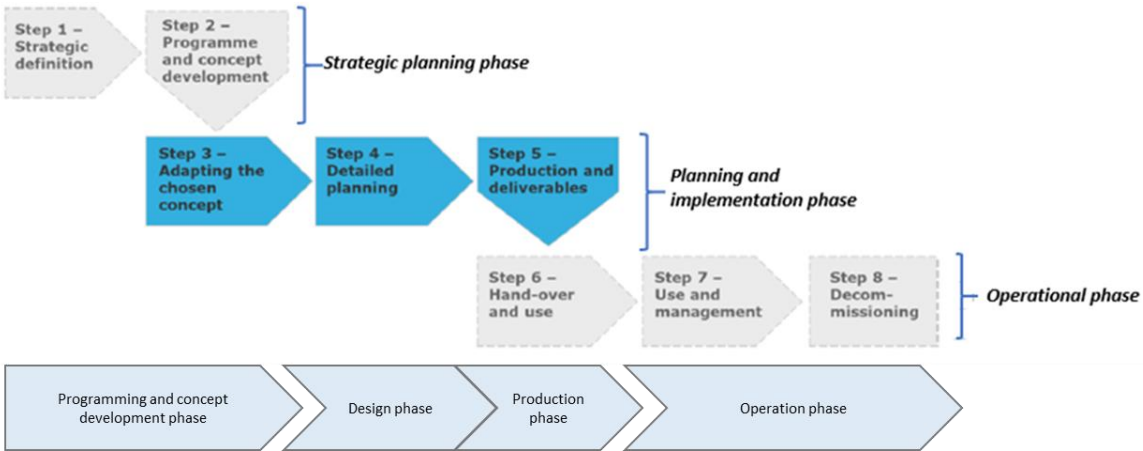 Step 1 –
Strategic
definition
Step 2 –
Programme
and concept
development
Strategic planning phase
Step 3 –
Adapting the
chosen
concept
Step 4 –
Detailed
planning
Step 5 –
Production and
deliverables
Planning and
implementation phase
Step 6 –
Hand-over
and use
Step 7 –
Use and
management
Step 8 –
Decom-
missioning
Operational phase
Programming and concept
development phase
Design phase
Production
phase
Operation phase